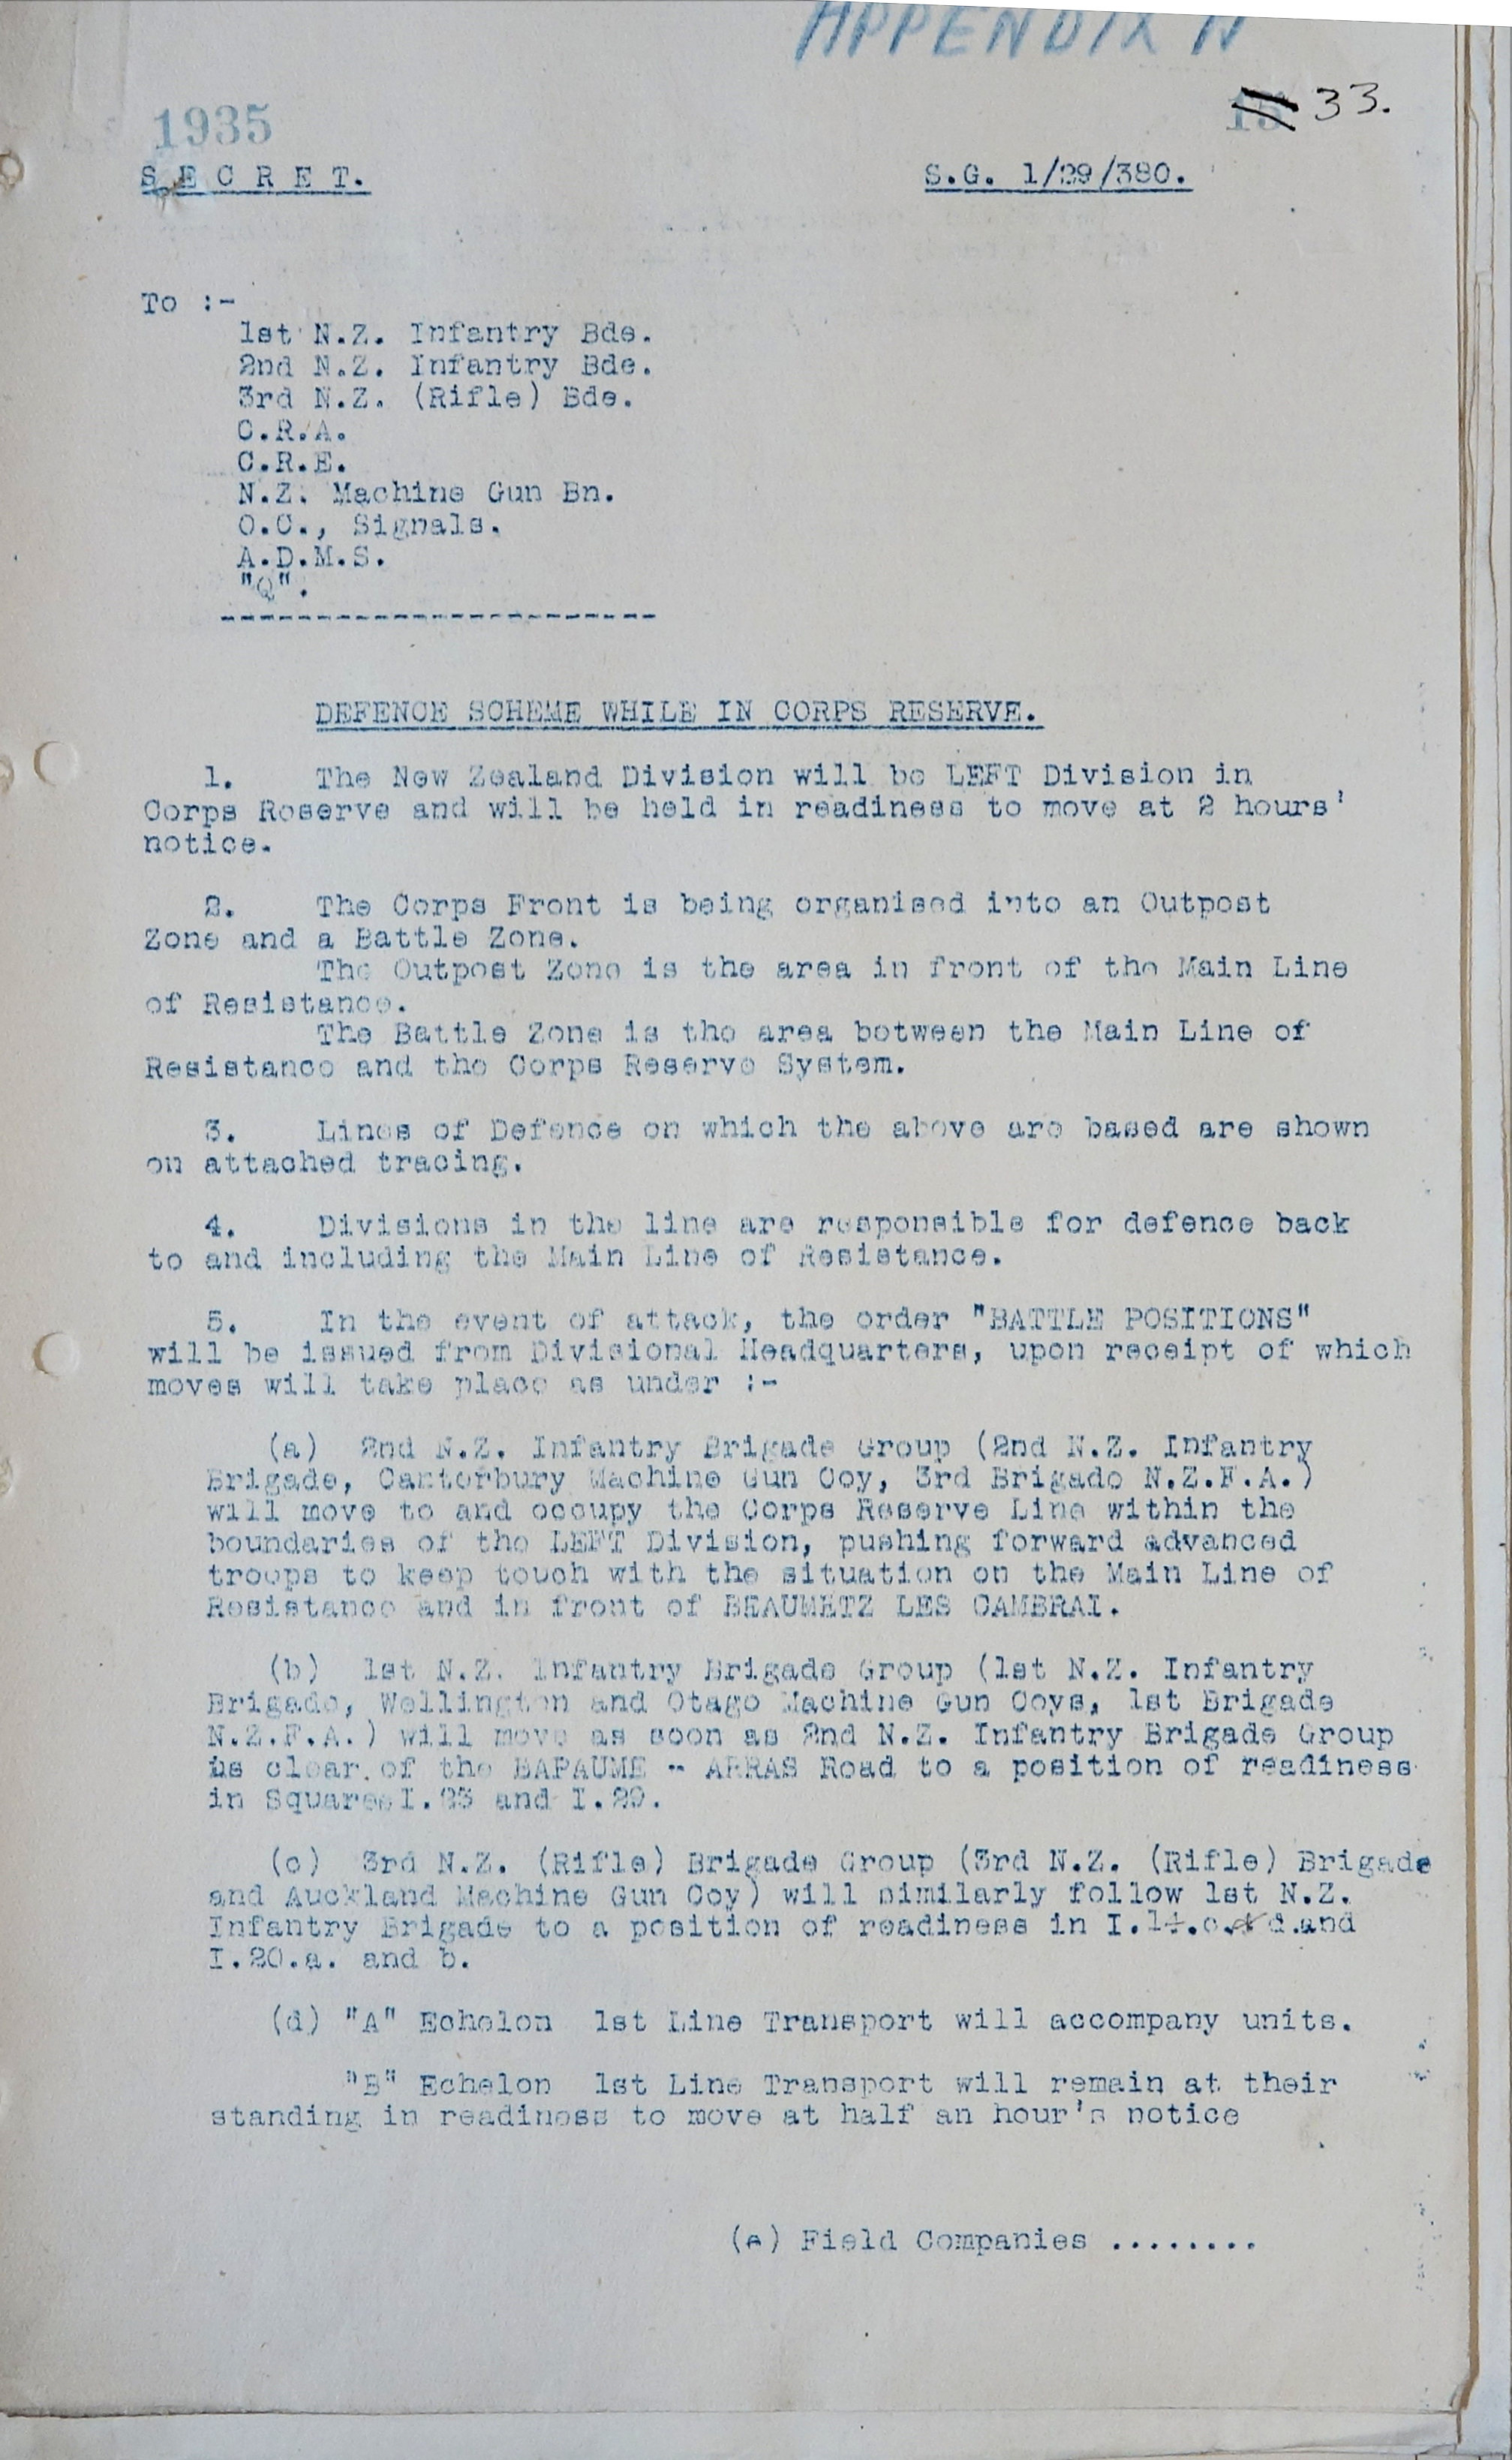 APPENDIX N
1935
33.
S E C R E T.
S.G. 1/29/380.
To :-
1st N.Z. Infantry Bde.
2nd N.Z. Infantry Bde.
3rd N.Z. (Rifle) Bde.
C.R.A.
C.R.E.
N.Z. Machine Gun Bn.
O.C., Signals.
A.D.M.S.
"Q".
-----------------------
DEFENCE SCHEME WHILE IN CORPS RESERVE.
1. The New Zealand Division will be LEFT Division in
Corps Reserve and will be held in readiness to move at 2 hours'
notice.
2. The Corps Front is being organised into an Outpost
Zone and a Battle Zone.
The Outpost Zone is the area in front of the Main Line
of Resistance.
The Battle Zone is the area between the Main Line of
Resistance and the Corps Reserve System.
3. Lines of Defence on which the above are based are shown
on attached tracing.
4. Divisions in the line are responsible for defence back
to and including the Main Line of Resistance.
5. In the event of attack, the order "BATTLE POSITIONS"
will be issued from Divisional Headquarters, upon receipt of which
moves will take place as under :-
(a) 2nd N.Z. Infantry Brigade Group (2nd N.Z. Infantry
Brigade, Canterbury Machine Gun Coy, 3rd Brigade N.Z.F.A.)
will move to and occupy the Corps Reserve Line within the
boundaries of the LEFT Division, pushing forward advanced
troops to keep touch with the situation on the Main Line of
Resistance and in front of BEAUMETZ LES CAMBRAI.
(b) 1st N.Z. Infantry Brigade Group (1st N.Z. Infantry
Brigade, Wellington and Otago Machine Gun Coys, 1st Brigade
N.Z.F.A.) will move as soon as 2nd N.Z. Infantry Brigade Group
is clear of the BAPAUME -- ARRAS Road to a position of readiness
in Squares I.23 and I.29.
(c) 3rd N.Z. (Rifle) Brigade Group (3rd N.Z. (Rifle) Brigade
and Auckland Machine Gun Coy) will similarly follow 1st N.Z.
Infantry Brigade to a position of readiness in I.14.c. & d.and
I.20.a. and b.
(d) "A" Echelon 1st Line Transport will accompany units.
"B" Echelon 1st Line Transport will remain at their
standing in readiness to move at half an hour's notice
(e) Field Companies ........